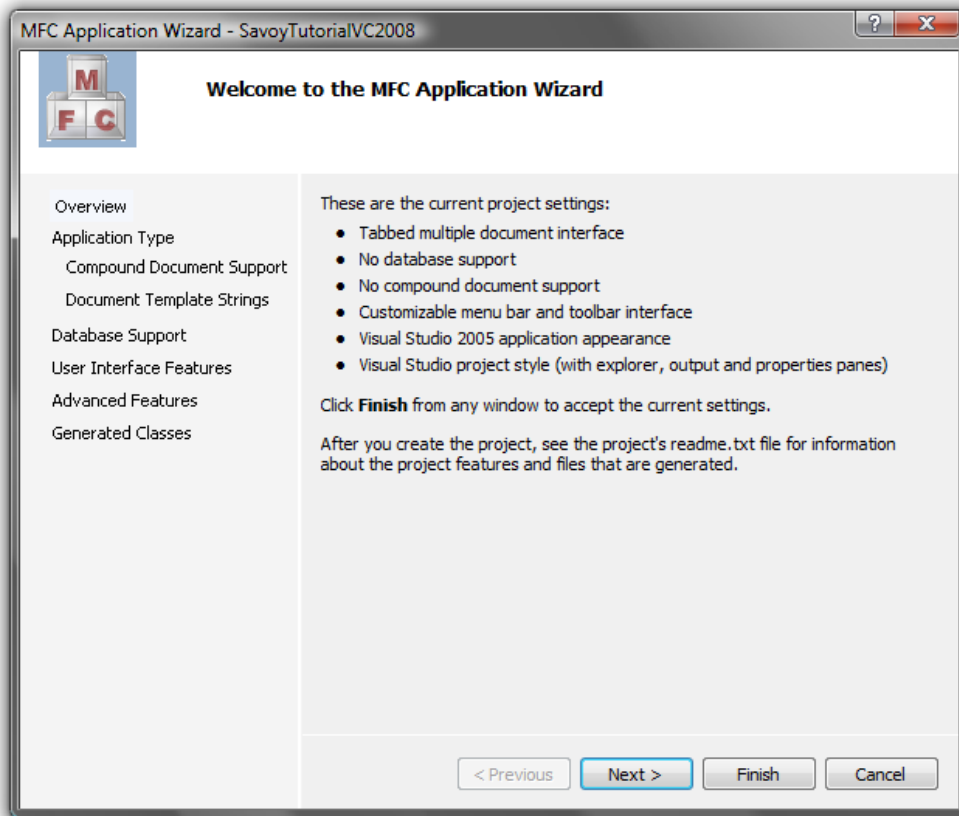 MFC Application Wizard - SavoyTutorialVC2008
? X
M
F C
Welcome to the MFC Application Wizard
Overview
Application Type
Compound Document Support
Document Template Strings
Database Support
User Interface Features
Advanced Features
Generated Classes
These are the current project settings:
• Tabbed multiple document interface
• No database support
• No compound document support
• Customizable menu bar and toolbar interface
• Visual Studio 2005 application appearance
• Visual Studio project style (with explorer, output and properties panes)
Click Finish from any window to accept the current settings.
After you create the project, see the project's readme.txt file for information
about the project features and files that are generated.
< Previous Next > Finish Cancel